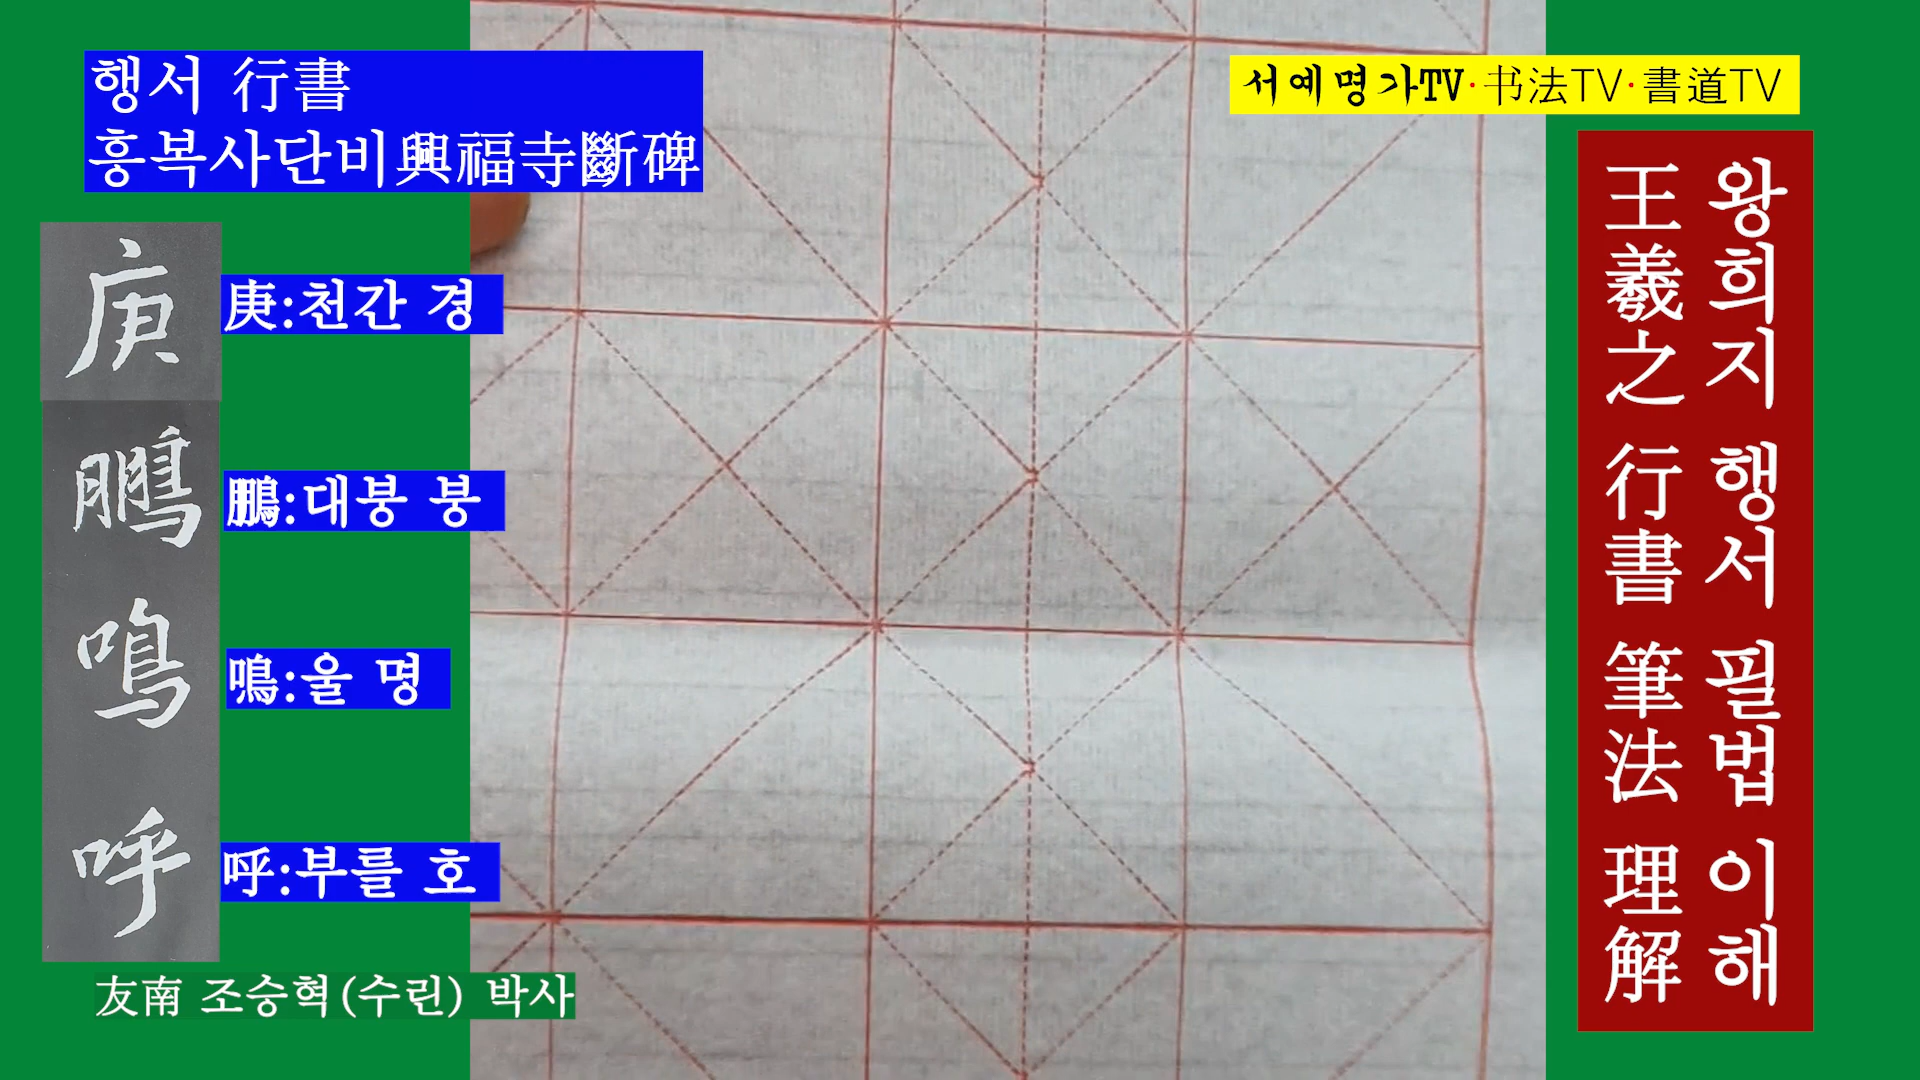 행서 行書
흥복사단비興福寺斷碑
서예명가TV·书法TV·書道TV
왕희지 행서 필법 이해
王羲之 行書 筆法 理解
庚
庚:천간 경
鵬
鵬:대붕 붕
鳴
鳴:울 명
呼
呼:부를 호
友南 조승혁(수린) 박사